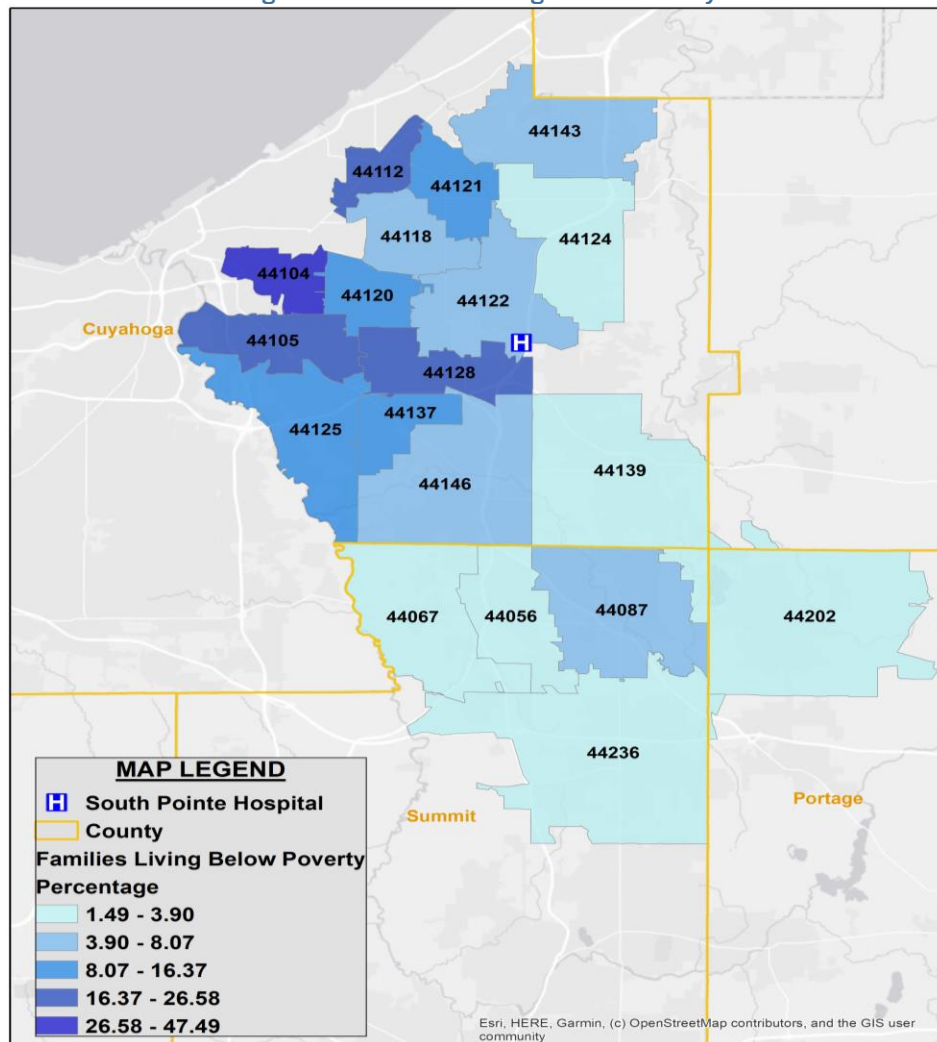 44143
44112
44121
44118
44124
44104
44120
44122
Cuyahoga
44105
H
44128
44137
44125
44139
44146
44067
44056
44087
44202
44236
MAP LEGEND
H South Pointe Hospital
County
Families Living Below Poverty
Percentage
1.49 - 3.90
3.90 - 8.07
8.07 - 16.37
16.37 - 26.58
26.58 - 47.49
Summit
Portage
Esri, HERE, Garmin, (c) OpenStreetMap contributors, and the GIS user
community